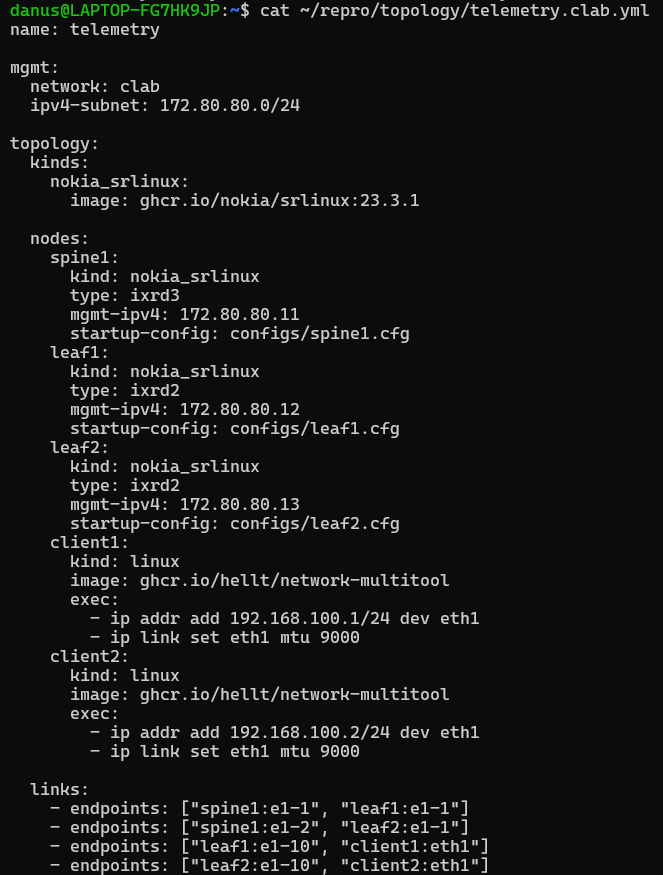 danus@LAPTOP-FG7HK9JP:~$ cat ~/repro/topology/telemetry.clab.yml
name: telemetry

mgmt:
  network: clab
  ipv4-subnet: 172.80.80.0/24

topology:
  kinds:
    nokia_srlinux:
      image: ghcr.io/nokia/srlinux:23.3.1

  nodes:
    spine1:
      kind: nokia_srlinux
      type: ixrd3
      mgmt-ipv4: 172.80.80.11
      startup-config: configs/spine1.cfg
    leaf1:
      kind: nokia_srlinux
      type: ixrd2
      mgmt-ipv4: 172.80.80.12
      startup-config: configs/leaf1.cfg
    leaf2:
      kind: nokia_srlinux
      type: ixrd2
      mgmt-ipv4: 172.80.80.13
      startup-config: configs/leaf2.cfg
    client1:
      kind: linux
      image: ghcr.io/hellt/network-multitool
      exec:
        - ip addr add 192.168.100.1/24 dev eth1
        - ip link set eth1 mtu 9000
    client2:
      kind: linux
      image: ghcr.io/hellt/network-multitool
      exec:
        - ip addr add 192.168.100.2/24 dev eth1
        - ip link set eth1 mtu 9000

  links:
    - endpoints: ["spine1:e1-1", "leaf1:e1-1"]
    - endpoints: ["spine1:e1-2", "leaf2:e1-1"]
    - endpoints: ["leaf1:e1-10", "client1:eth1"]
    - endpoints: ["leaf2:e1-10", "client2:eth1"]